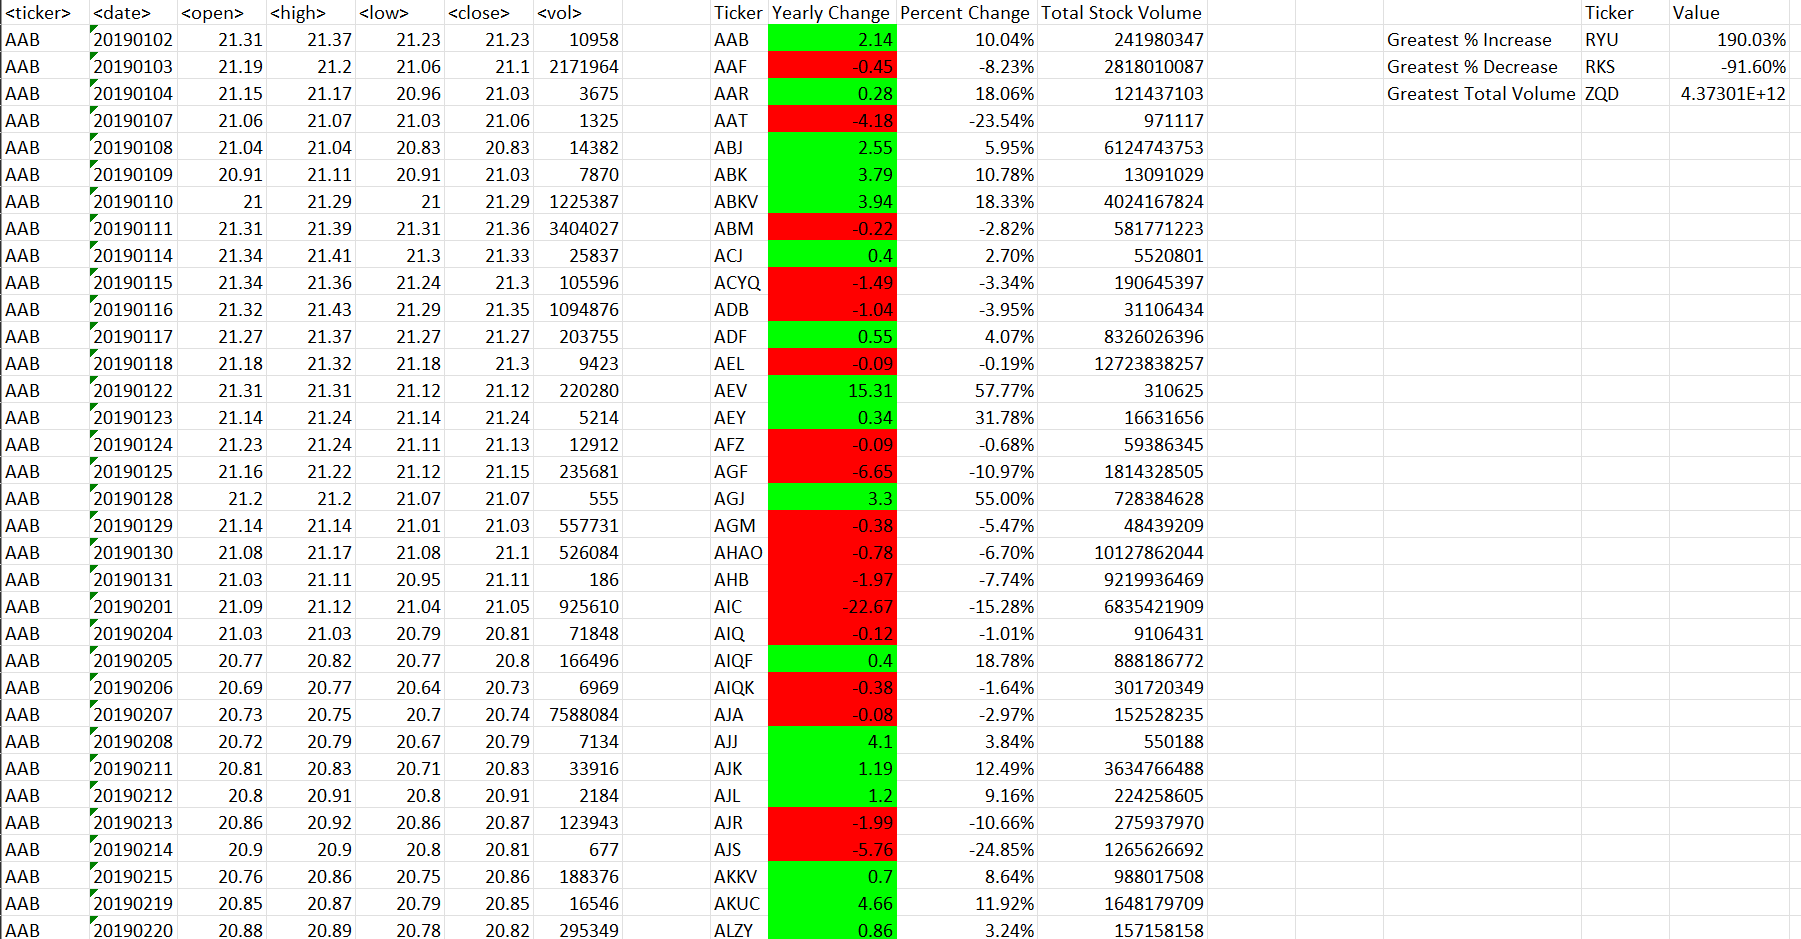 <ticker> <date> <open> <high> <low> <close> <vol> Ticker Yearly Change Percent Change Total Stock Volume Ticker Value
AAB 20190102 21.31 21.37 21.23 21.23 10958 AAB 2.14 10.04% 241980347 Greatest % Increase RYU 190.03%
AAB 20190103 21.19 21.2 21.06 21.1 2171964 AAF -0.45 -8.23% 2818010087 Greatest % Decrease RKS -91.60%
AAB 20190104 21.15 21.17 20.96 21.03 3675 AAR 0.28 18.06% 121437103 Greatest Total Volume ZQD 4.37301E+12
AAB 20190107 21.06 21.07 21.03 21.06 1325 AAT -4.18 -23.54% 971117
AAB 20190108 21.04 21.04 20.83 20.83 14382 ABJ 2.55 5.95% 6124743753
AAB 20190109 20.91 21.11 20.91 21.03 7870 ABK 3.79 10.78% 13091029
AAB 20190110 21 21.29 21 21.29 1225387 ABKV 3.94 18.33% 4024167824
AAB 20190111 21.31 21.39 21.31 21.36 3404027 ABM -0.22 -2.82% 581771223
AAB 20190114 21.34 21.41 21.3 21.33 25837 ACJ 0.4 2.70% 5520801
AAB 20190115 21.34 21.36 21.24 21.3 105596 ACYQ -1.49 -3.34% 190645397
AAB 20190116 21.32 21.43 21.29 21.35 1094876 ADB -1.04 -3.95% 31106434
AAB 20190117 21.27 21.37 21.27 21.27 203755 ADF 0.55 4.07% 8326026396
AAB 20190118 21.18 21.32 21.18 21.3 9423 AEL -0.09 -0.19% 12723838257
AAB 20190122 21.31 21.31 21.12 21.12 220280 AEV 15.31 57.77% 310625
AAB 20190123 21.14 21.24 21.14 21.24 5214 AEY 0.34 31.78% 16631656
AAB 20190124 21.23 21.24 21.11 21.13 12912 AFZ -0.09 -0.68% 59386345
AAB 20190125 21.16 21.22 21.12 21.15 235681 AGF -6.65 -10.97% 1814328505
AAB 20190128 21.2 21.2 21.07 21.07 555 AGJ 3.3 55.00% 728384628
AAB 20190129 21.14 21.14 21.01 21.03 557731 AGM -0.38 -5.47% 48439209
AAB 20190130 21.08 21.17 21.08 21.1 526084 AHAO -0.78 -6.70% 10127862044
AAB 20190131 21.03 21.11 20.95 21.11 186 AHB -1.97 -7.74% 9219936469
AAB 20190201 21.09 21.12 21.04 21.05 925610 AIC -22.67 -15.28% 6835421909
AAB 20190204 21.03 21.03 20.79 20.81 71848 AIQ -0.12 -1.01% 9106431
AAB 20190205 20.77 20.82 20.77 20.8 166496 AIQF 0.4 18.78% 888186772
AAB 20190206 20.69 20.77 20.64 20.73 6969 AIQK -0.38 -1.64% 301720349
AAB 20190207 20.73 20.75 20.7 20.74 7588084 AJA -0.08 -2.97% 152528235
AAB 20190208 20.72 20.79 20.67 20.79 7134 AJJ 4.1 3.84% 550188
AAB 20190211 20.81 20.83 20.71 20.83 33916 AJK 1.19 12.49% 3634766488
AAB 20190212 20.8 20.91 20.8 20.91 2184 AJL 1.2 9.16% 224258605
AAB 20190213 20.86 20.92 20.86 20.87 123943 AJR -1.99 -10.66% 275937970
AAB 20190214 20.9 20.9 20.8 20.81 677 AJS -5.76 -24.85% 1265626692
AAB 20190215 20.76 20.86 20.75 20.86 188376 AKKV 0.7 8.64% 988017508
AAB 20190219 20.85 20.87 20.79 20.85 16546 AKUC 4.66 11.92% 1648179709
AAB 20190220 20.88 20.89 20.78 20.82 295349 ALZY 0.86 3.24% 157158158